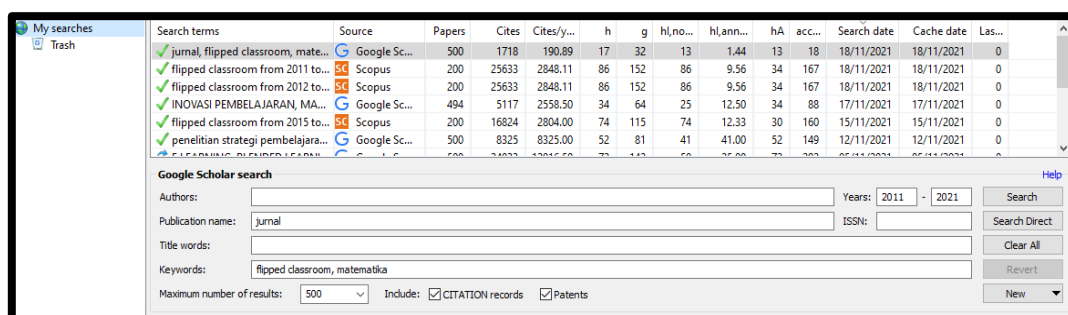 My searches
Trash
Search terms Source Papers Cites Cites/y... h g hI,no... hI,ann... hA acc... Search date Cache date Las...
jurnal, flipped classroom, mate... Google Sc... 500 1718 190.89 17 32 13 1.44 13 18 18/11/2021 18/11/2021 0
flipped classroom from 2011 to... SC Scopus 200 25633 2848.11 86 152 86 9.56 34 167 18/11/2021 18/11/2021 0
flipped classroom from 2012 to... SC Scopus 200 25633 2848.11 86 152 86 9.56 34 167 18/11/2021 18/11/2021 0
INOVASI PEMBELAJARAN, MA... Google Sc... 494 5117 2558.50 34 64 25 12.50 34 88 17/11/2021 17/11/2021 0
flipped classroom from 2015 to... SC Scopus 200 16824 2804.00 74 115 74 12.33 30 160 15/11/2021 15/11/2021 0
penelitian strategi pembelajara... Google Sc... 500 8325 8325.00 52 81 41 41.00 52 149 12/11/2021 12/11/2021 0
Google Scholar search Help
Authors: Years: 2011 - 2021 Search
Publication name: jurnal ISSN: Search Direct
Title words: Clear All
Keywords: flipped classroom, matematika Revert
Maximum number of results: 500 Include: CITATION records Patents New